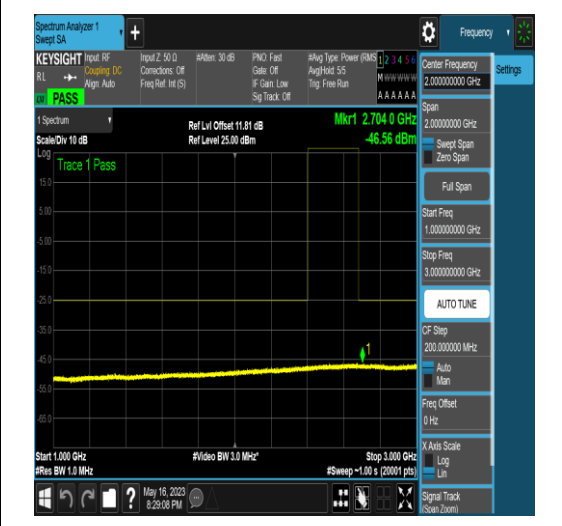 Spectrum Analyzer 1
Swept SA
+
Frequency
KEYSIGHT
RL
PASS
Input: RF
Coupling: DC
Align: Auto
Input Z: 50 Ω
Corrections: Off
Freq Ref: Int (S)
#Atten: 30 dB
PNO: Fast
Gate: Off
IF Gain: Low
Sig Track: Off
#Avg Type: Power (RMS
Avg|Hold: 5/5
Trig: Free Run
1 2 3 4 5 6
M W W W W W
A A A A A A
Center Frequency
2.000000000 GHz
Settings
Span
2.00000000 GHz
Swept Span
Zero Span
Full Span
Start Freq
1.000000000 GHz
Stop Freq
3.000000000 GHz
AUTO TUNE
CF Step
200.000000 MHz
Auto
Man
Freq Offset
0 Hz
X Axis Scale
Log
Lin
Signal Track
(Span Zoom)
1 Spectrum
Scale/Div 10 dB
Ref Lvl Offset 11.81 dB
Ref Level 25.00 dBm
Mkr1 2.704 0 GHz
-46.56 dBm
Log
Trace 1 Pass
15.0
5.00
-5.00
-15.0
-25.0
-35.0
-45.0
-55.0
-65.0
1
Start 1.000 GHz
#Res BW 1.0 MHz
#Video BW 3.0 MHz*
Stop 3.000 GHz
#Sweep ~1.00 s (20001 pts)
?
May 16, 2023
8:29:08 PM